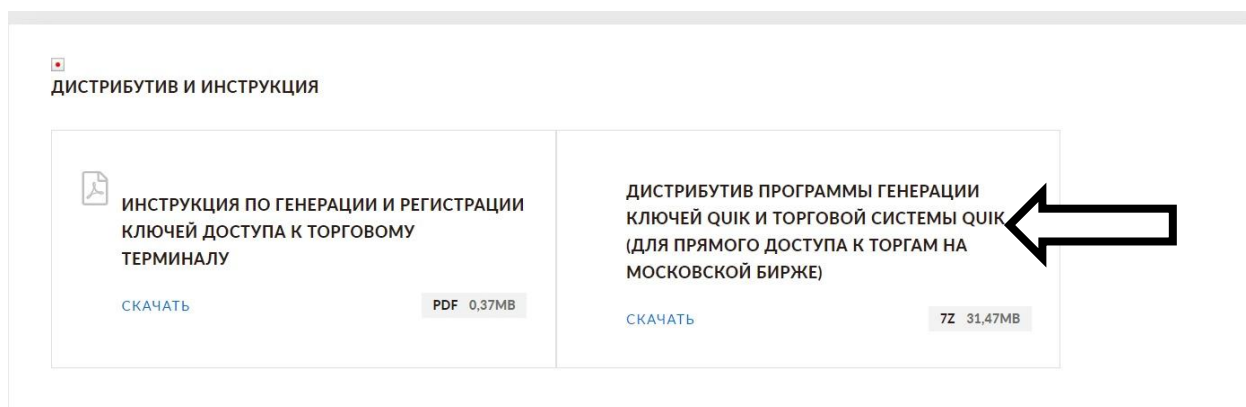 ДИСТРИБУТИВ И ИНСТРУКЦИЯ
ИНСТРУКЦИЯ ПО ГЕНЕРАЦИИ И РЕГИСТРАЦИИ
КЛЮЧЕЙ ДОСТУПА К ТОРГОВОМУ
ТЕРМИНАЛУ
СКАЧАТЬ
PDF 0,37MB
ДИСТРИБУТИВ ПРОГРАММЫ ГЕНЕРАЦИИ
КЛЮЧЕЙ QUIK И ТОРГОВОЙ СИСТЕМЫ QUIK
(ДЛЯ ПРЯМОГО ДОСТУПА К ТОРГАМ НА
МОСКОВСКОЙ БИРЖЕ)
СКАЧАТЬ
7Z 31,47MB